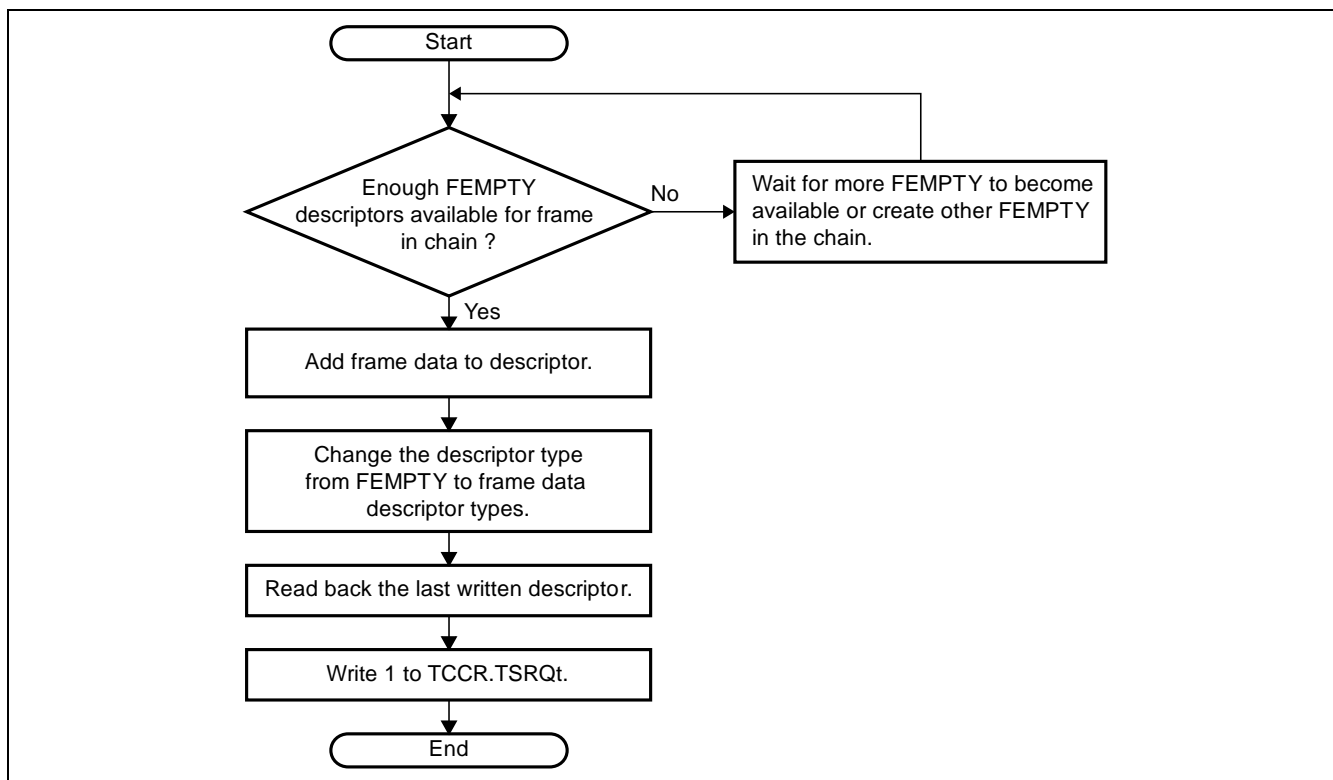 Start
Enough FEMPTY
descriptors available for frame
in chain ?
No
Wait for more FEMPTY to become
available or create other FEMPTY
in the chain.
Yes
Add frame data to descriptor.
Change the descriptor type
from FEMPTY to frame data
descriptor types.
Read back the last written descriptor.
Write 1 to TCCR.TSRQt.
End